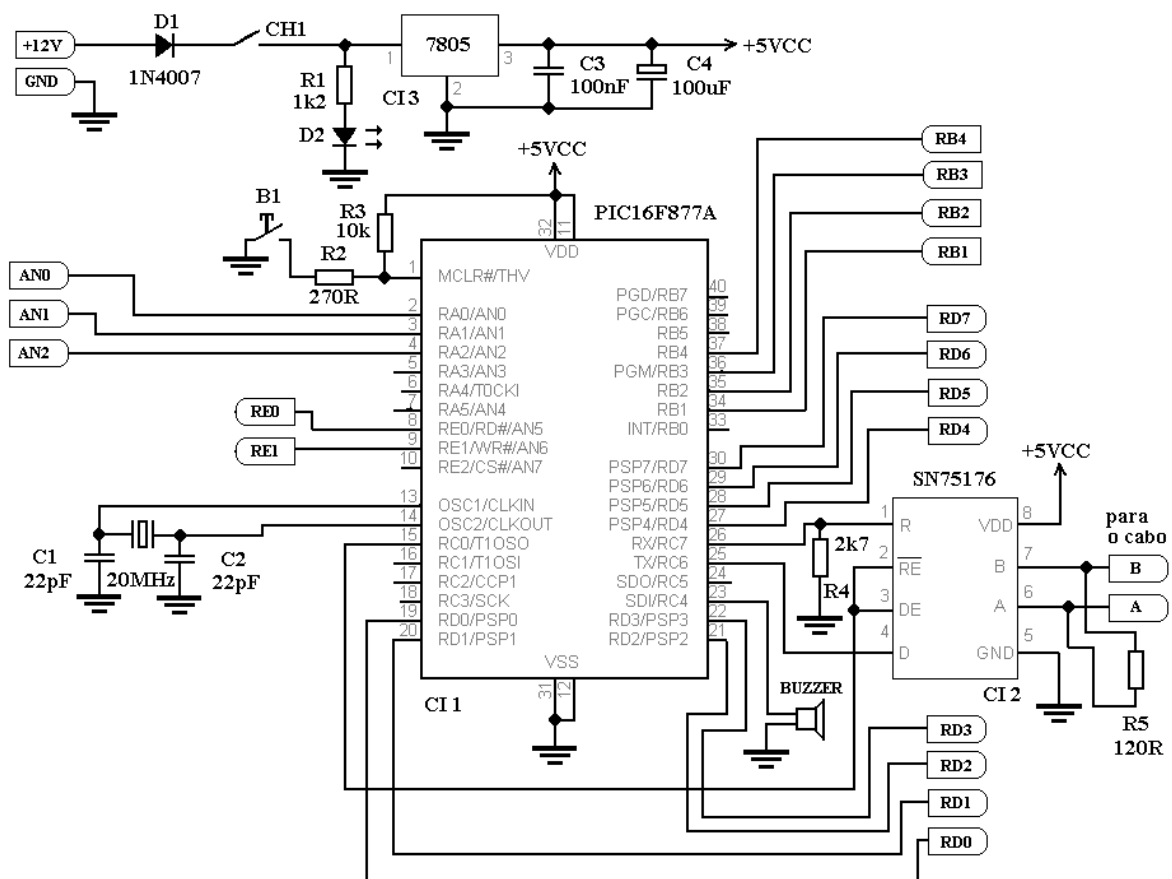 +12V
D1
1N4007
CH1
GND
R1
1k2
D2
1
7805
3
2
CI3
C3
100nF
C4
100uF
+5VCC
+5VCC
PIC16F877A
B1
R3
10k
R2
270R
32
11
VDD
AN0
AN1
AN2
RE0
RE1
1
MCLR#/THV
2
RA0/AN0
3
RA1/AN1
4
RA2/AN2
5
RA3/AN3
6
RA4/T0CKI
7
RA5/AN4
8
RE0/RD#/AN5
9
RE1/WR#/AN6
10
RE2/CS#/AN7
13
OSC1/CLKIN
14
OSC2/CLKOUT
15
RC0/T1OSO
16
RC1/T1OSI
17
RC2/CCP1
18
RC3/SCK
19
RD0/PSP0
20
RD1/PSP1
PGD/RB7
40
PGC/RB6
39
RB5
38
RB4
37
PGM/RB3
36
RB2
35
RB1
34
INT/RB0
33
PSP7/RD7
30
PSP6/RD6
29
PSP5/RD5
28
PSP4/RD4
27
RX/RC7
26
TX/RC6
25
SDO/RC5
24
SDI/RC4
23
RD3/PSP3
22
RD2/PSP2
21
VSS
31
12
CI1
C1
22pF
20MHz
C2
22pF
RB4
RB3
RB2
RB1
RD7
RD6
RD5
RD4
+5VCC
SN75176
1
R
2
RE
3
DE
4
D
VDD
8
B
7
A
6
GND
5
CI2
2k7
R4
para
o cabo
B
A
R5
120R
BUZZER
RD3
RD2
RD1
RD0